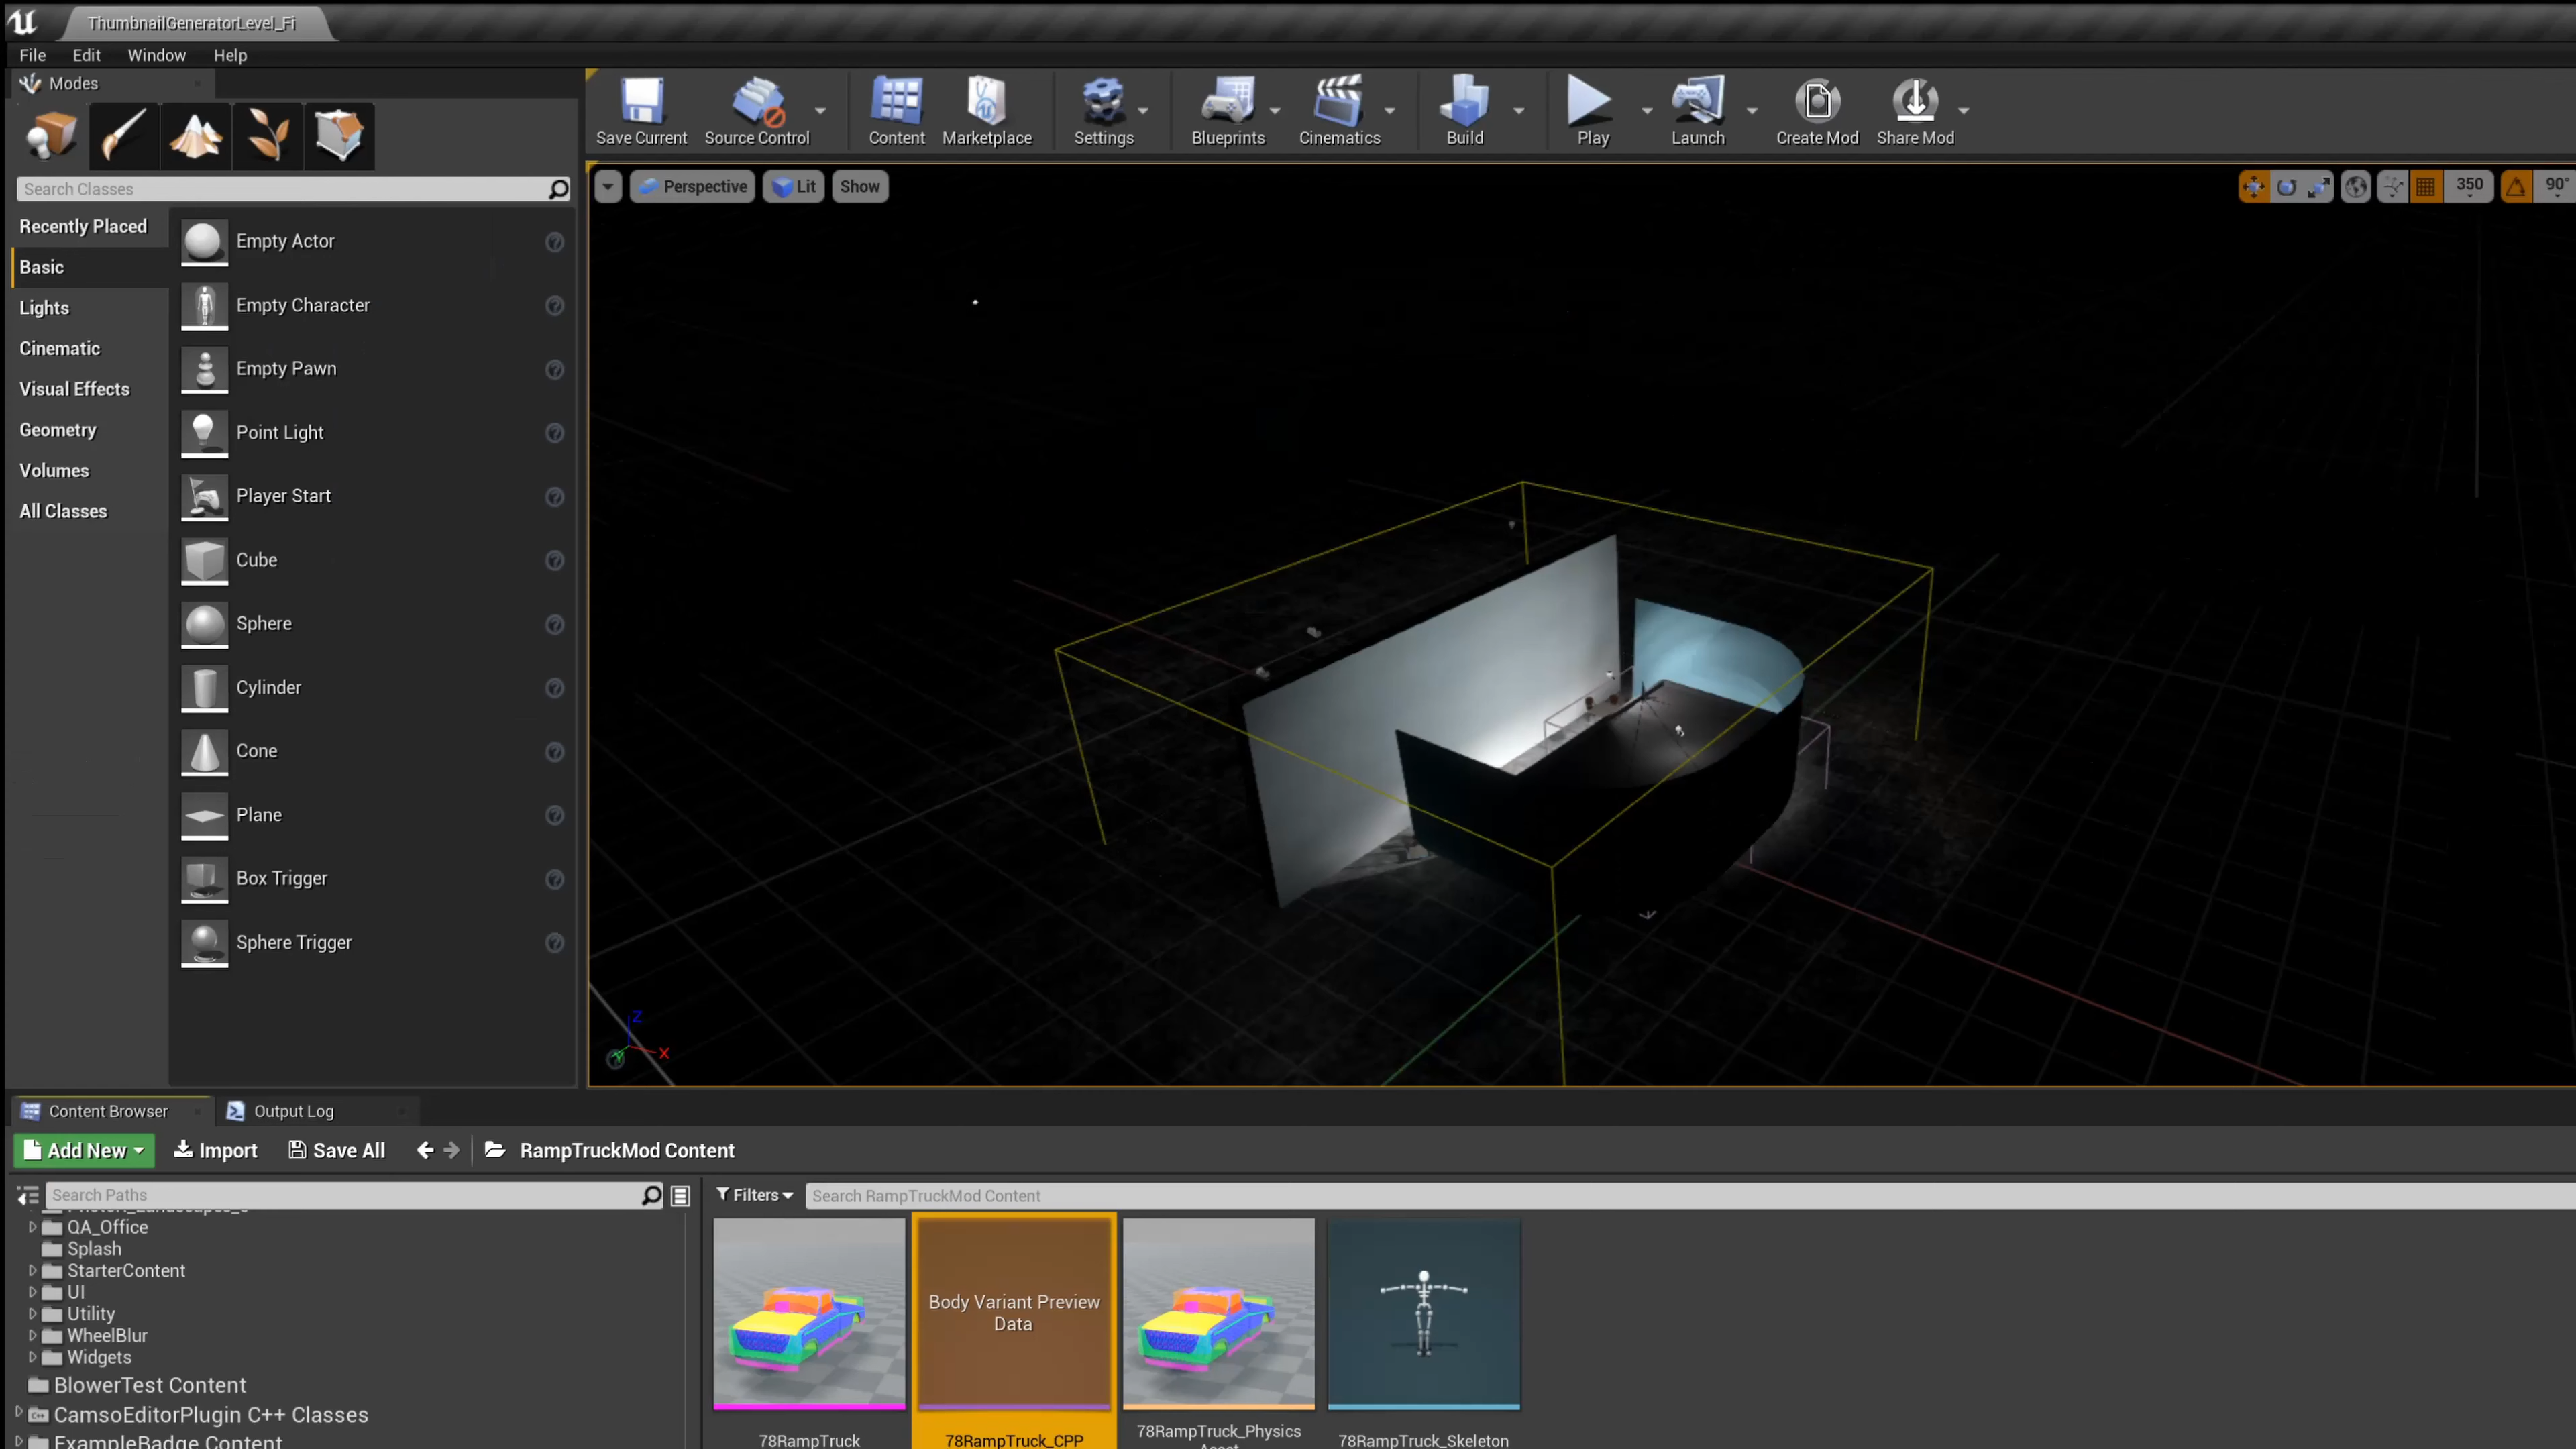 ThumbnailGeneratorLevel_Fi
File Edit Window Help
Modes
Save Current Source Control Content Marketplace Settings Blueprints Cinematics Build Play Launch Create Mod Share Mod
Search Classes
Perspective Lit Show 350 90°
Recently Placed
Basic
Lights
Cinematic
Visual Effects
Geometry
Volumes
All Classes
Empty Actor
Empty Character
Empty Pawn
Point Light
Player Start
Cube
Sphere
Cylinder
Cone
Plane
Box Trigger
Sphere Trigger
Z
X
Y
Content Browser Output Log
Add New Import Save All RampTruckMod Content
Search Paths
Filters Search RampTruckMod Content
QA_Office
Splash
StarterContent
UI
Utility
WheelBlur
Widgets
BlowerTest Content
CamsoEditorPlugin C++ Classes
ExampleBadge Content
Body Variant Preview
Data
78RampTruck
78RampTruck_CPP
78RampTruck_Physics
Asset
78RampTruck_Skeleton